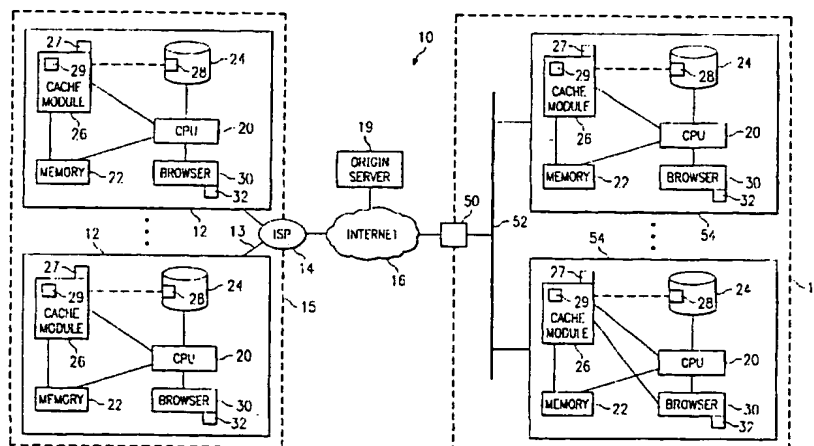 10
27
29
CACHE
MODULE
26
28
24
CPU
20
MEMORY
22
BROWSER
30
32
12
12
27
29
CACHE
MODULE
26
28
24
CPU
20
MEMORY
22
BROWSER
30
32
13
ISP
14
15
19
ORIGIN
SERVER
INTERNET
16
50
52
27
29
CACHE
MODULE
26
28
24
CPU
20
MEMORY
22
BROWSER
30
32
54
54
27
29
CACHE
MODULE
26
28
24
CPU
20
MEMORY
22
BROWSER
30
32